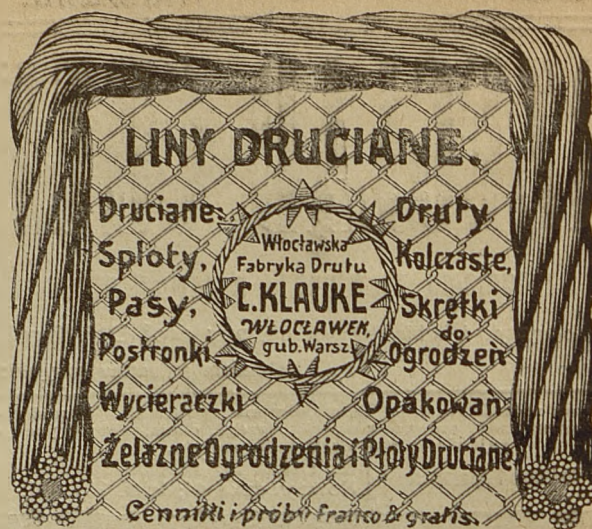 LINY DRUCIANE.
Druciane:
Sploty,
Pasy,
Postronki,
Wycieraczki
Włocławska
Fabryka Drutu
C. KLAUKE
WŁOCŁAWEK,
gub. Warsz.
Druty
Kolczaste,
Skrętki
do
Ogrodzeń
Opakowań
Żelazne Ogrodzenia i Płoty Druciane
Cenniki i próby franco & gratis.